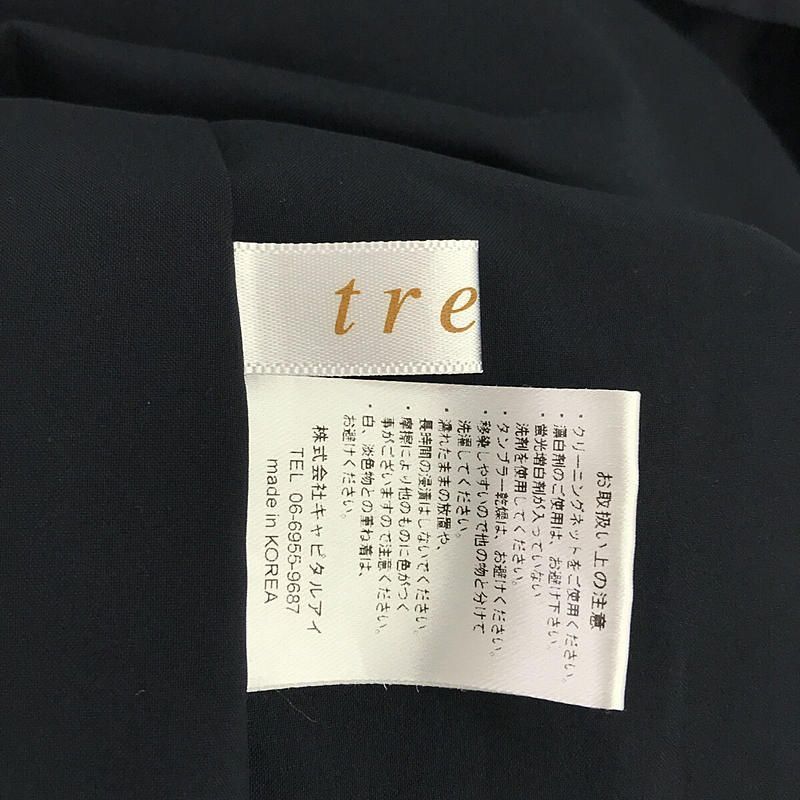 tre
お取扱い上の注意
・クリーニングネットをご使用ください。
・漂白剤のご使用は、お避け下さい。
・蛍光増白剤が入っていない
洗剤を使用してください。
・タンブラー乾燥は、お避けください。
・移染しやすいので他の物と分けて
洗濯してください。
・濡れたままの放置や、
長時間の浸漬はしないでください。
・摩擦により他のものに色がつく
事がございますので注意ください。
・白、淡色物との重ね着は、
お避けください。
株式会社キャピタルアイ
TEL 06-6955-9687
made in KOREA